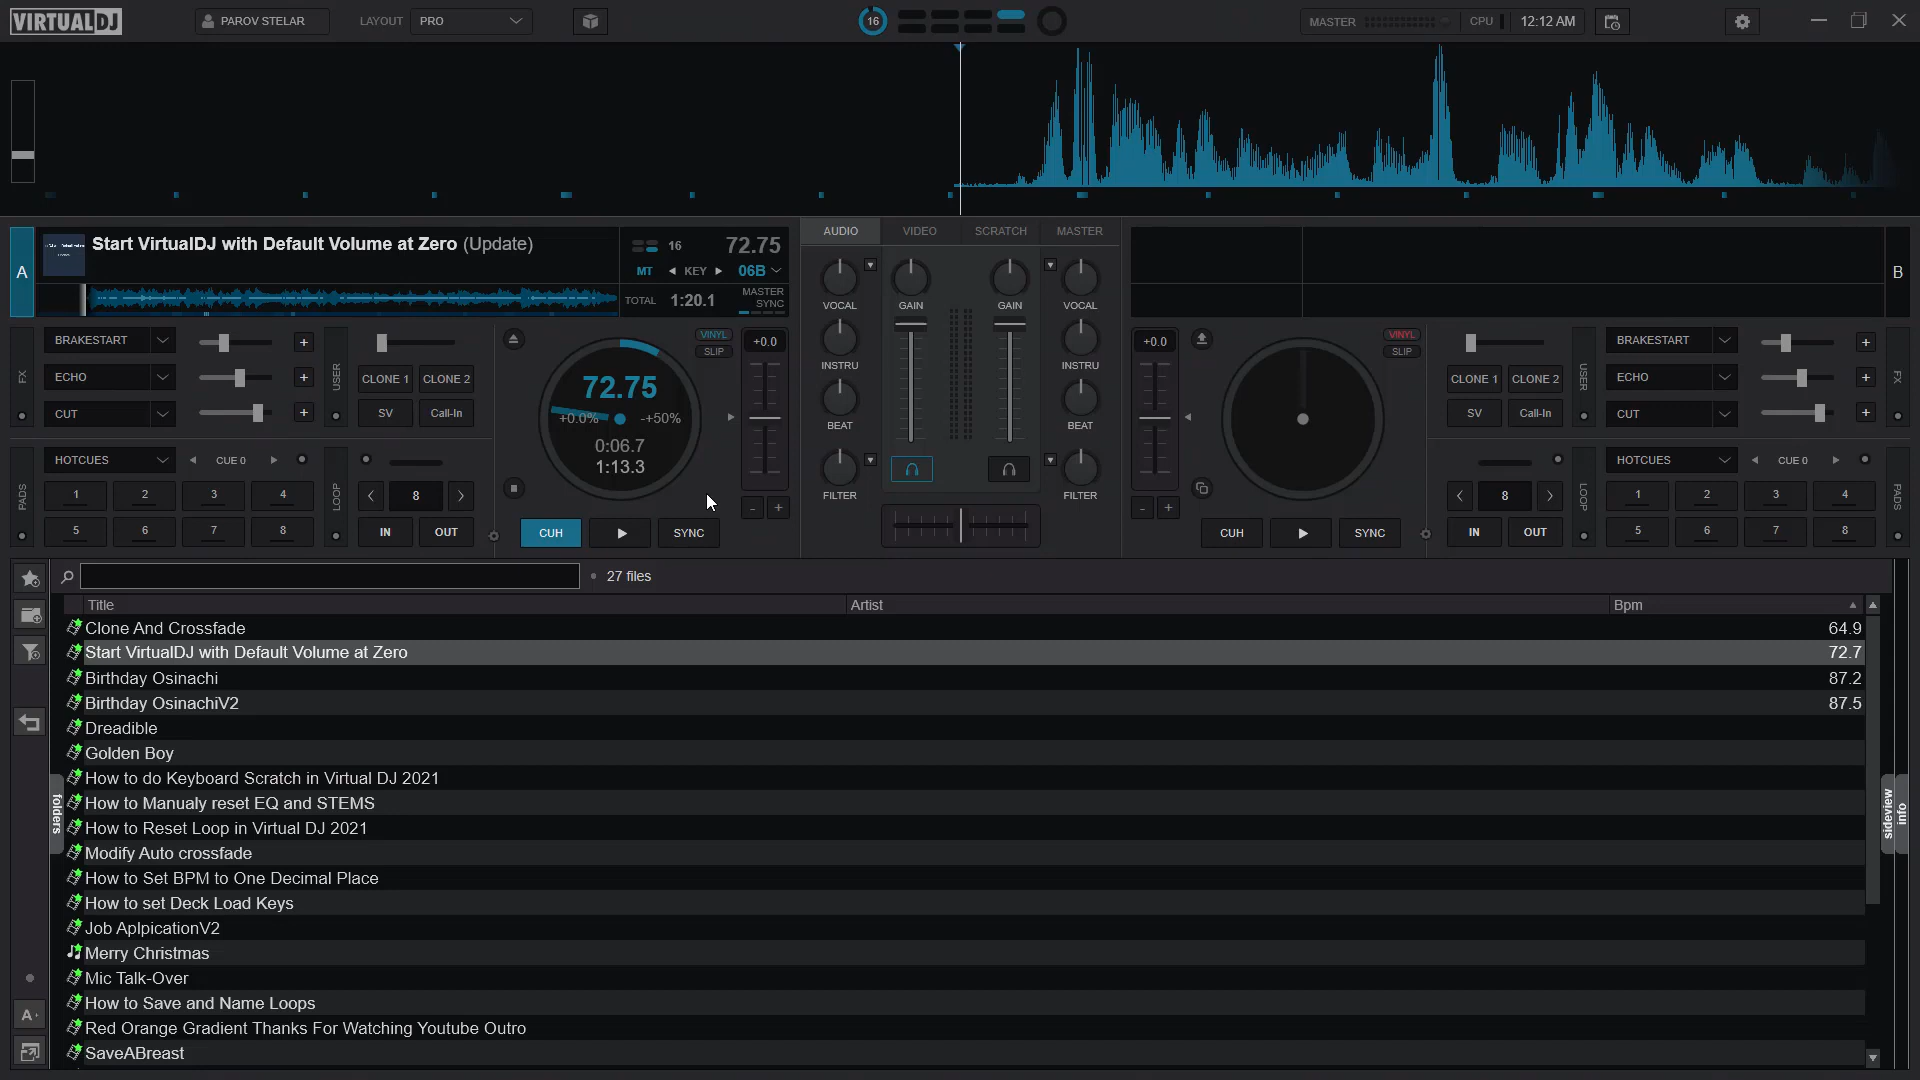 VIRTUALDJ
PAROV STELAR
LAYOUT PRO
16
MASTER
CPU
12:12 AM
A
Start VirtualDJ with Default Volume at Zero (Update)
16 72.75
MT KEY 06B
TOTAL 1:20.1 MASTER SYNC
AUDIO VIDEO SCRATCH MASTER
B
VOCAL GAIN GAIN VOCAL
INSTRU INSTRU
BEAT BEAT
FILTER FILTER
FX
BRAKESTART +
ECHO +
CUT +
USER
CLONE 1 CLONE 2
SV Call-In
VINYL
SLIP
+0.0
72.75
+0.0% -+50%
0:06.7
1:13.3
PADS
HOTCUES CUE 0
1 2 3 4
5 6 7 8
LOOP
8
IN OUT
CUH SYNC
- +
+0.0
VINYL
SLIP
- +
CUH SYNC
CLONE 1 CLONE 2
SV Call-In
USER
BRAKESTART +
ECHO +
CUT +
FX
8
IN OUT
LOOP
HOTCUES CUE 0
1 2 3 4
5 6 7 8
PADS
27 files
Title Artist Bpm
Clone And Crossfade 64.9
Start VirtualDJ with Default Volume at Zero 72.7
Birthday Osinachi 87.2
Birthday OsinachiV2 87.5
Dreadible
Golden Boy
How to do Keyboard Scratch in Virtual DJ 2021
How to Manualy reset EQ and STEMS
How to Reset Loop in Virtual DJ 2021
Modify Auto crossfade
How to Set BPM to One Decimal Place
How to set Deck Load Keys
Job AplpicationV2
Merry Christmas
Mic Talk-Over
How to Save and Name Loops
Red Orange Gradient Thanks For Watching Youtube Outro
SaveABreast
folders
sideview
info
A+